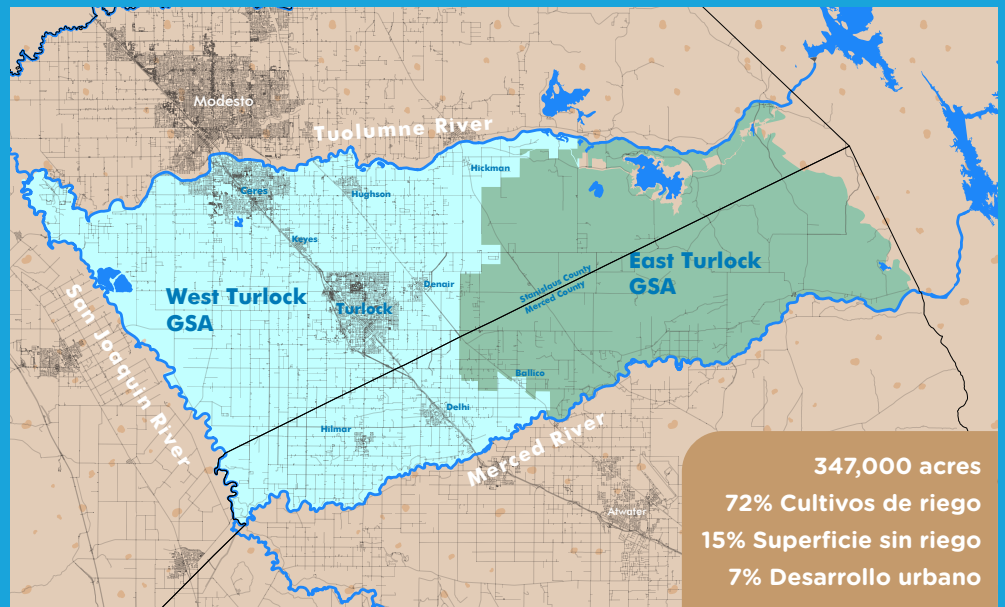 Modesto
Tuolumne River
Hickman
Ceres
Hughson
Keyes
East Turlock
GSA
Stanislaus County
Merced County
Denair
West Turlock
GSA
Turlock
San Joaquin River
Ballico
Delhi
Hilmar
Merced River
Atwater
347,000 acres
72% Cultivos de riego
15% Superficie sin riego
7% Desarrollo urbano